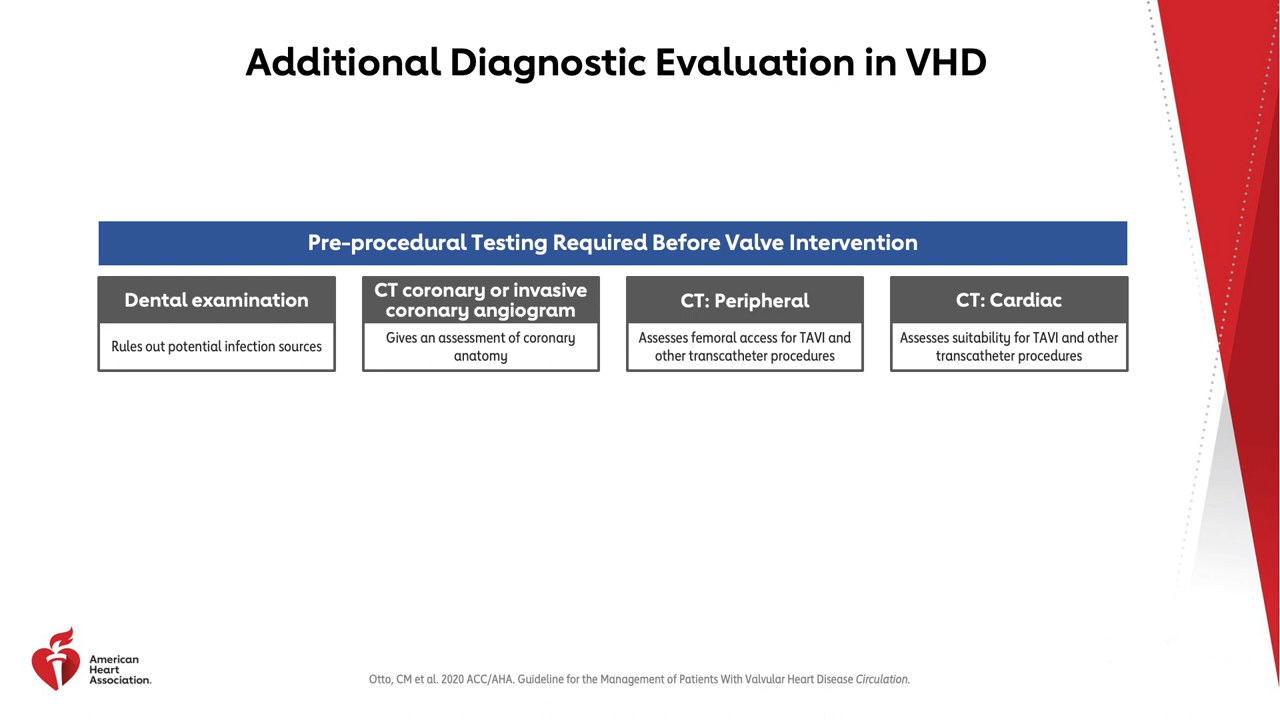 Additional Diagnostic Evaluation in VHD
Pre-procedural Testing Required Before Valve Intervention
Dental examination
Rules out potential infection sources
CT coronary or invasive
coronary angiogram
Gives an assessment of coronary
anatomy
CT: Peripheral
Assesses femoral access for TAVI and
other transcatheter procedures
CT: Cardiac
Assesses suitability for TAVI and other
transcatheter procedures
American
Heart
Association.
Otto, CM et al. 2020 ACC/AHA. Guideline for the Management of Patients With Valvular Heart Disease Circulation.